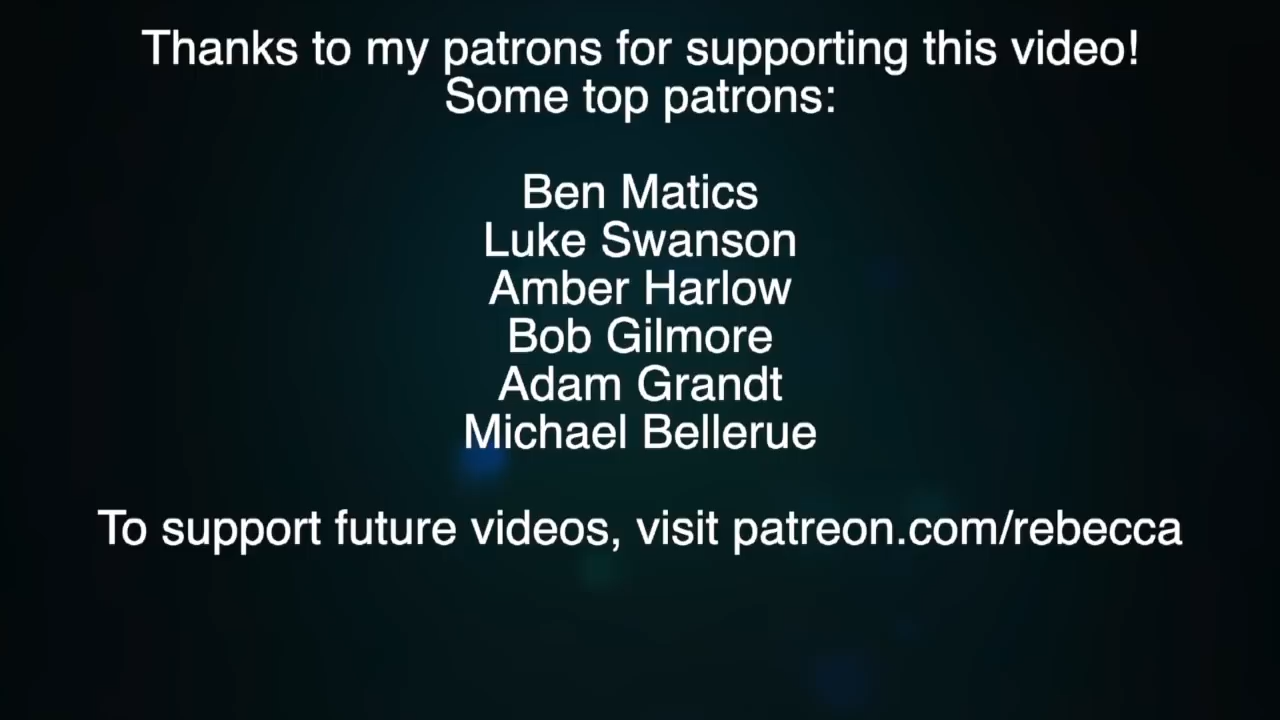 Thanks to my patrons for supporting this video!
Some top patrons:
Ben Matics
Luke Swanson
Amber Harlow
Bob Gilmore
Adam Grandt
Michael Bellerue
To support future videos, visit patreon.com/rebecca